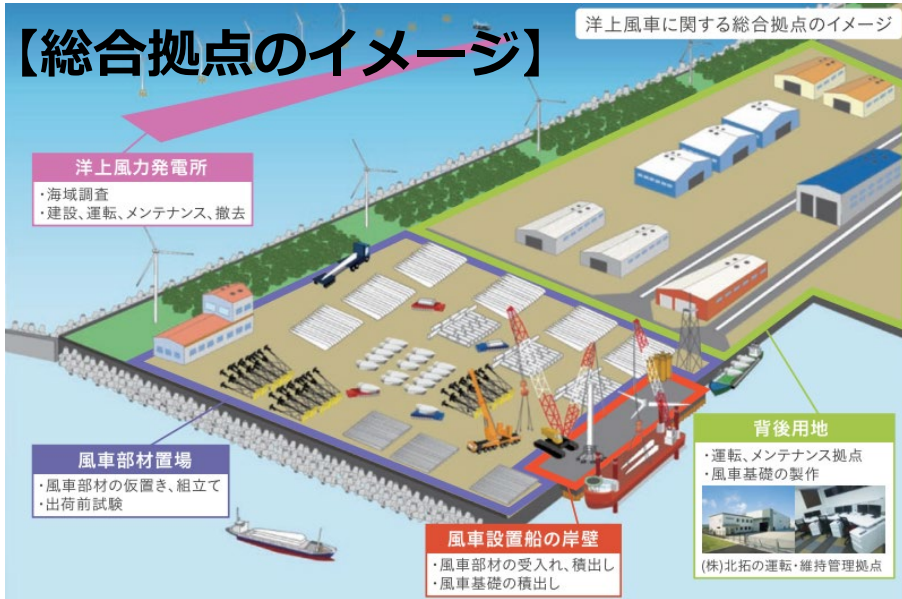 洋上風車に関する総合拠点のイメージ
【総合拠点のイメージ】
洋上風力発電所
・海域調査
・建設、運転、メンテナンス、撤去
風車部材置場
・風車部材の仮置き、組立て
・出荷前試験
風車設置船の岸壁
・風車部材の受入れ、積出し
・風車基礎の積出し
背後用地
・運転、メンテナンス拠点
・風車基礎の製作
(株)北拓の運転・維持管理拠点